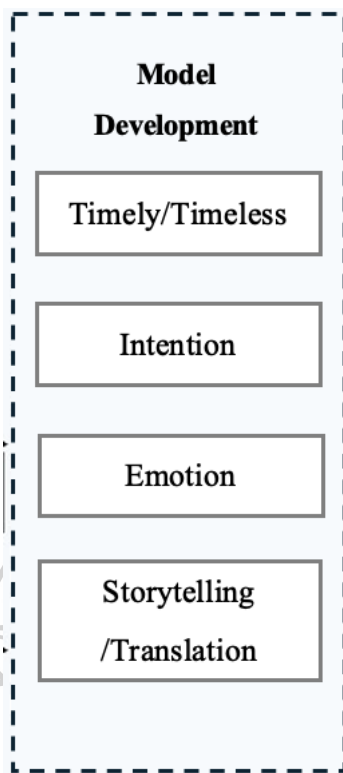 Model
Development
Timely/Timeless
Intention
Emotion
Storytelling
/Translation